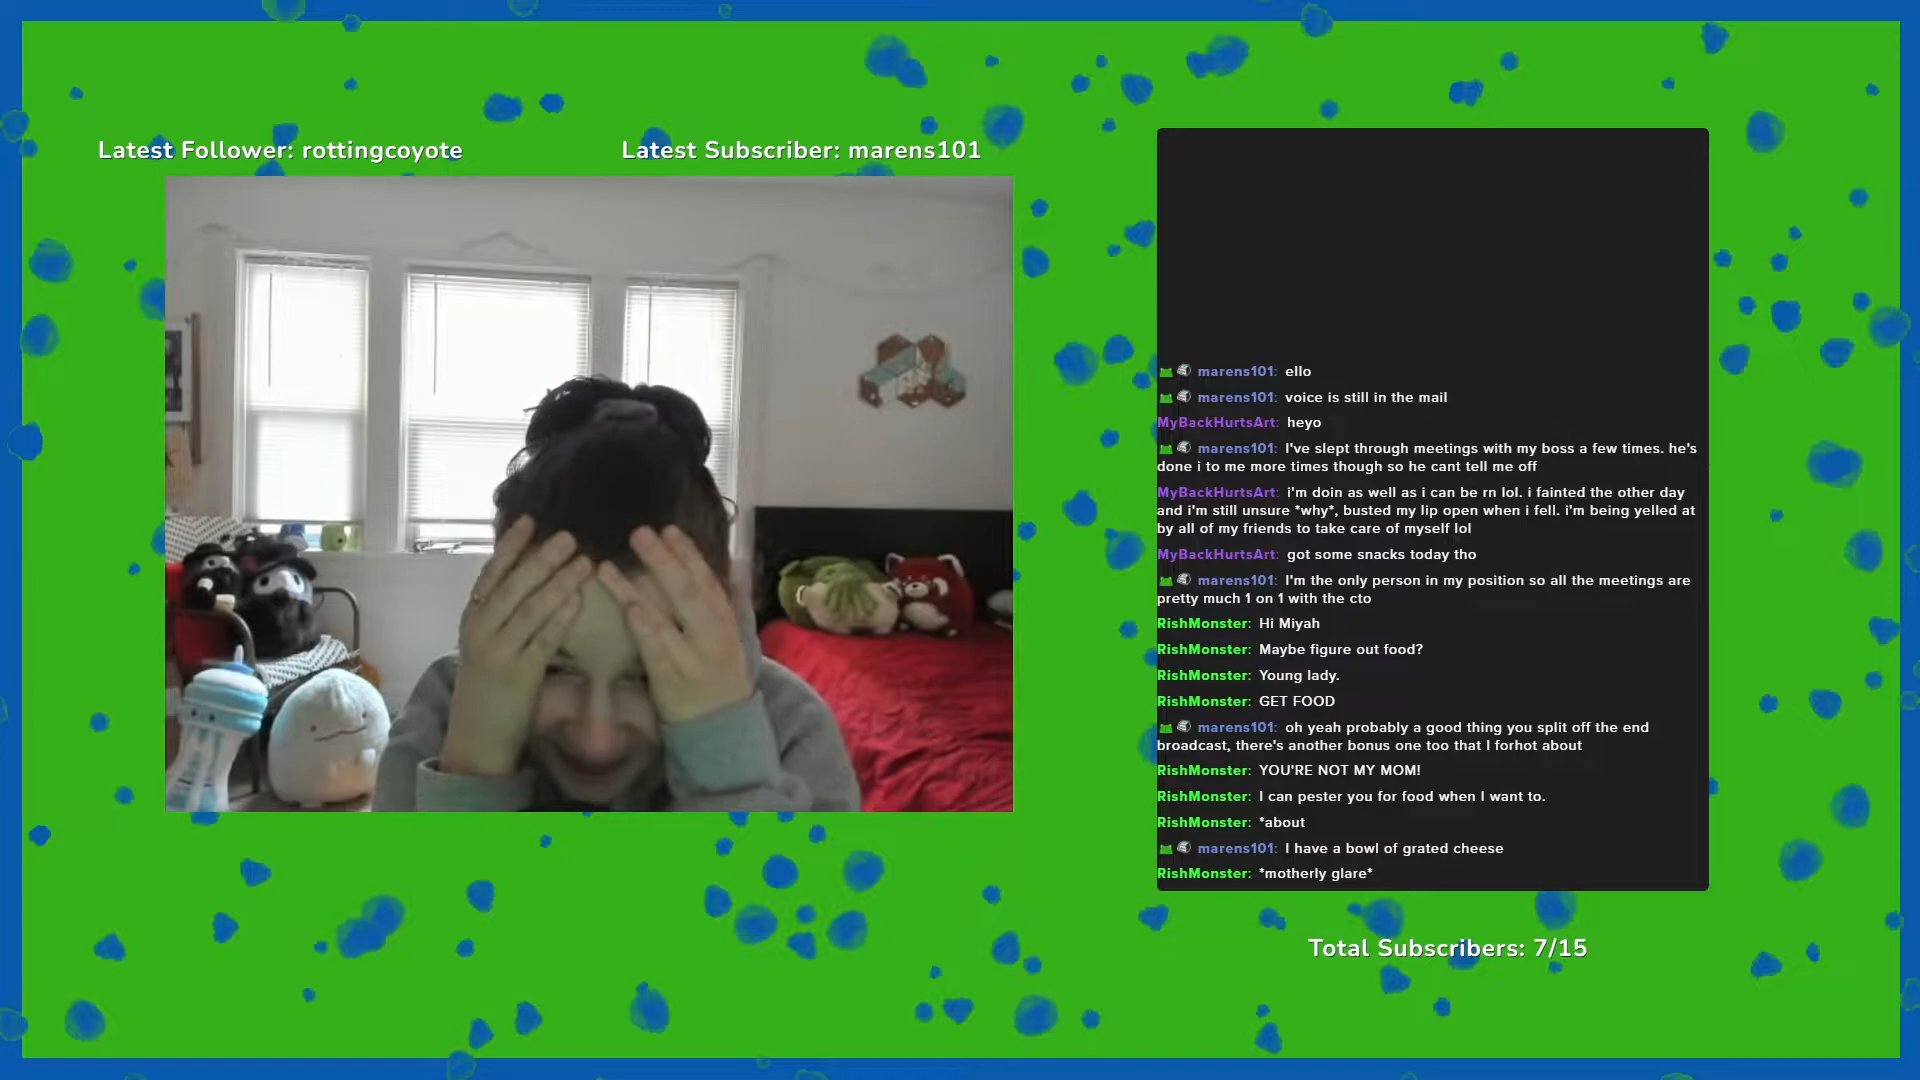 Latest Follower: rottingcoyote
Latest Subscriber: marens101
marens101: ello
marens101: voice is still in the mail
MyBackHurtsArt: heyo
marens101: I've slept through meetings with my boss a few times. he's
done i to me more times though so he cant tell me off
MyBackHurtsArt: i'm doin as well as i can be rn lol. i fainted the other day
and i'm still unsure *why*, busted my lip open when i fell. i'm being yelled at
by all of my friends to take care of myself lol
MyBackHurtsArt: got some snacks today tho
marens101: I'm the only person in my position so all the meetings are
pretty much 1 on 1 with the cto
RishMonster: Hi Miyah
RishMonster: Maybe figure out food?
RishMonster: Young lady.
RishMonster: GET FOOD
marens101: oh yeah probably a good thing you split off the end
broadcast, there's another bonus one too that I forhot about
RishMonster: YOU'RE NOT MY MOM!
RishMonster: I can pester you for food when I want to.
RishMonster: *about
marens101: I have a bowl of grated cheese
RishMonster: *motherly glare*
Total Subscribers: 7/15